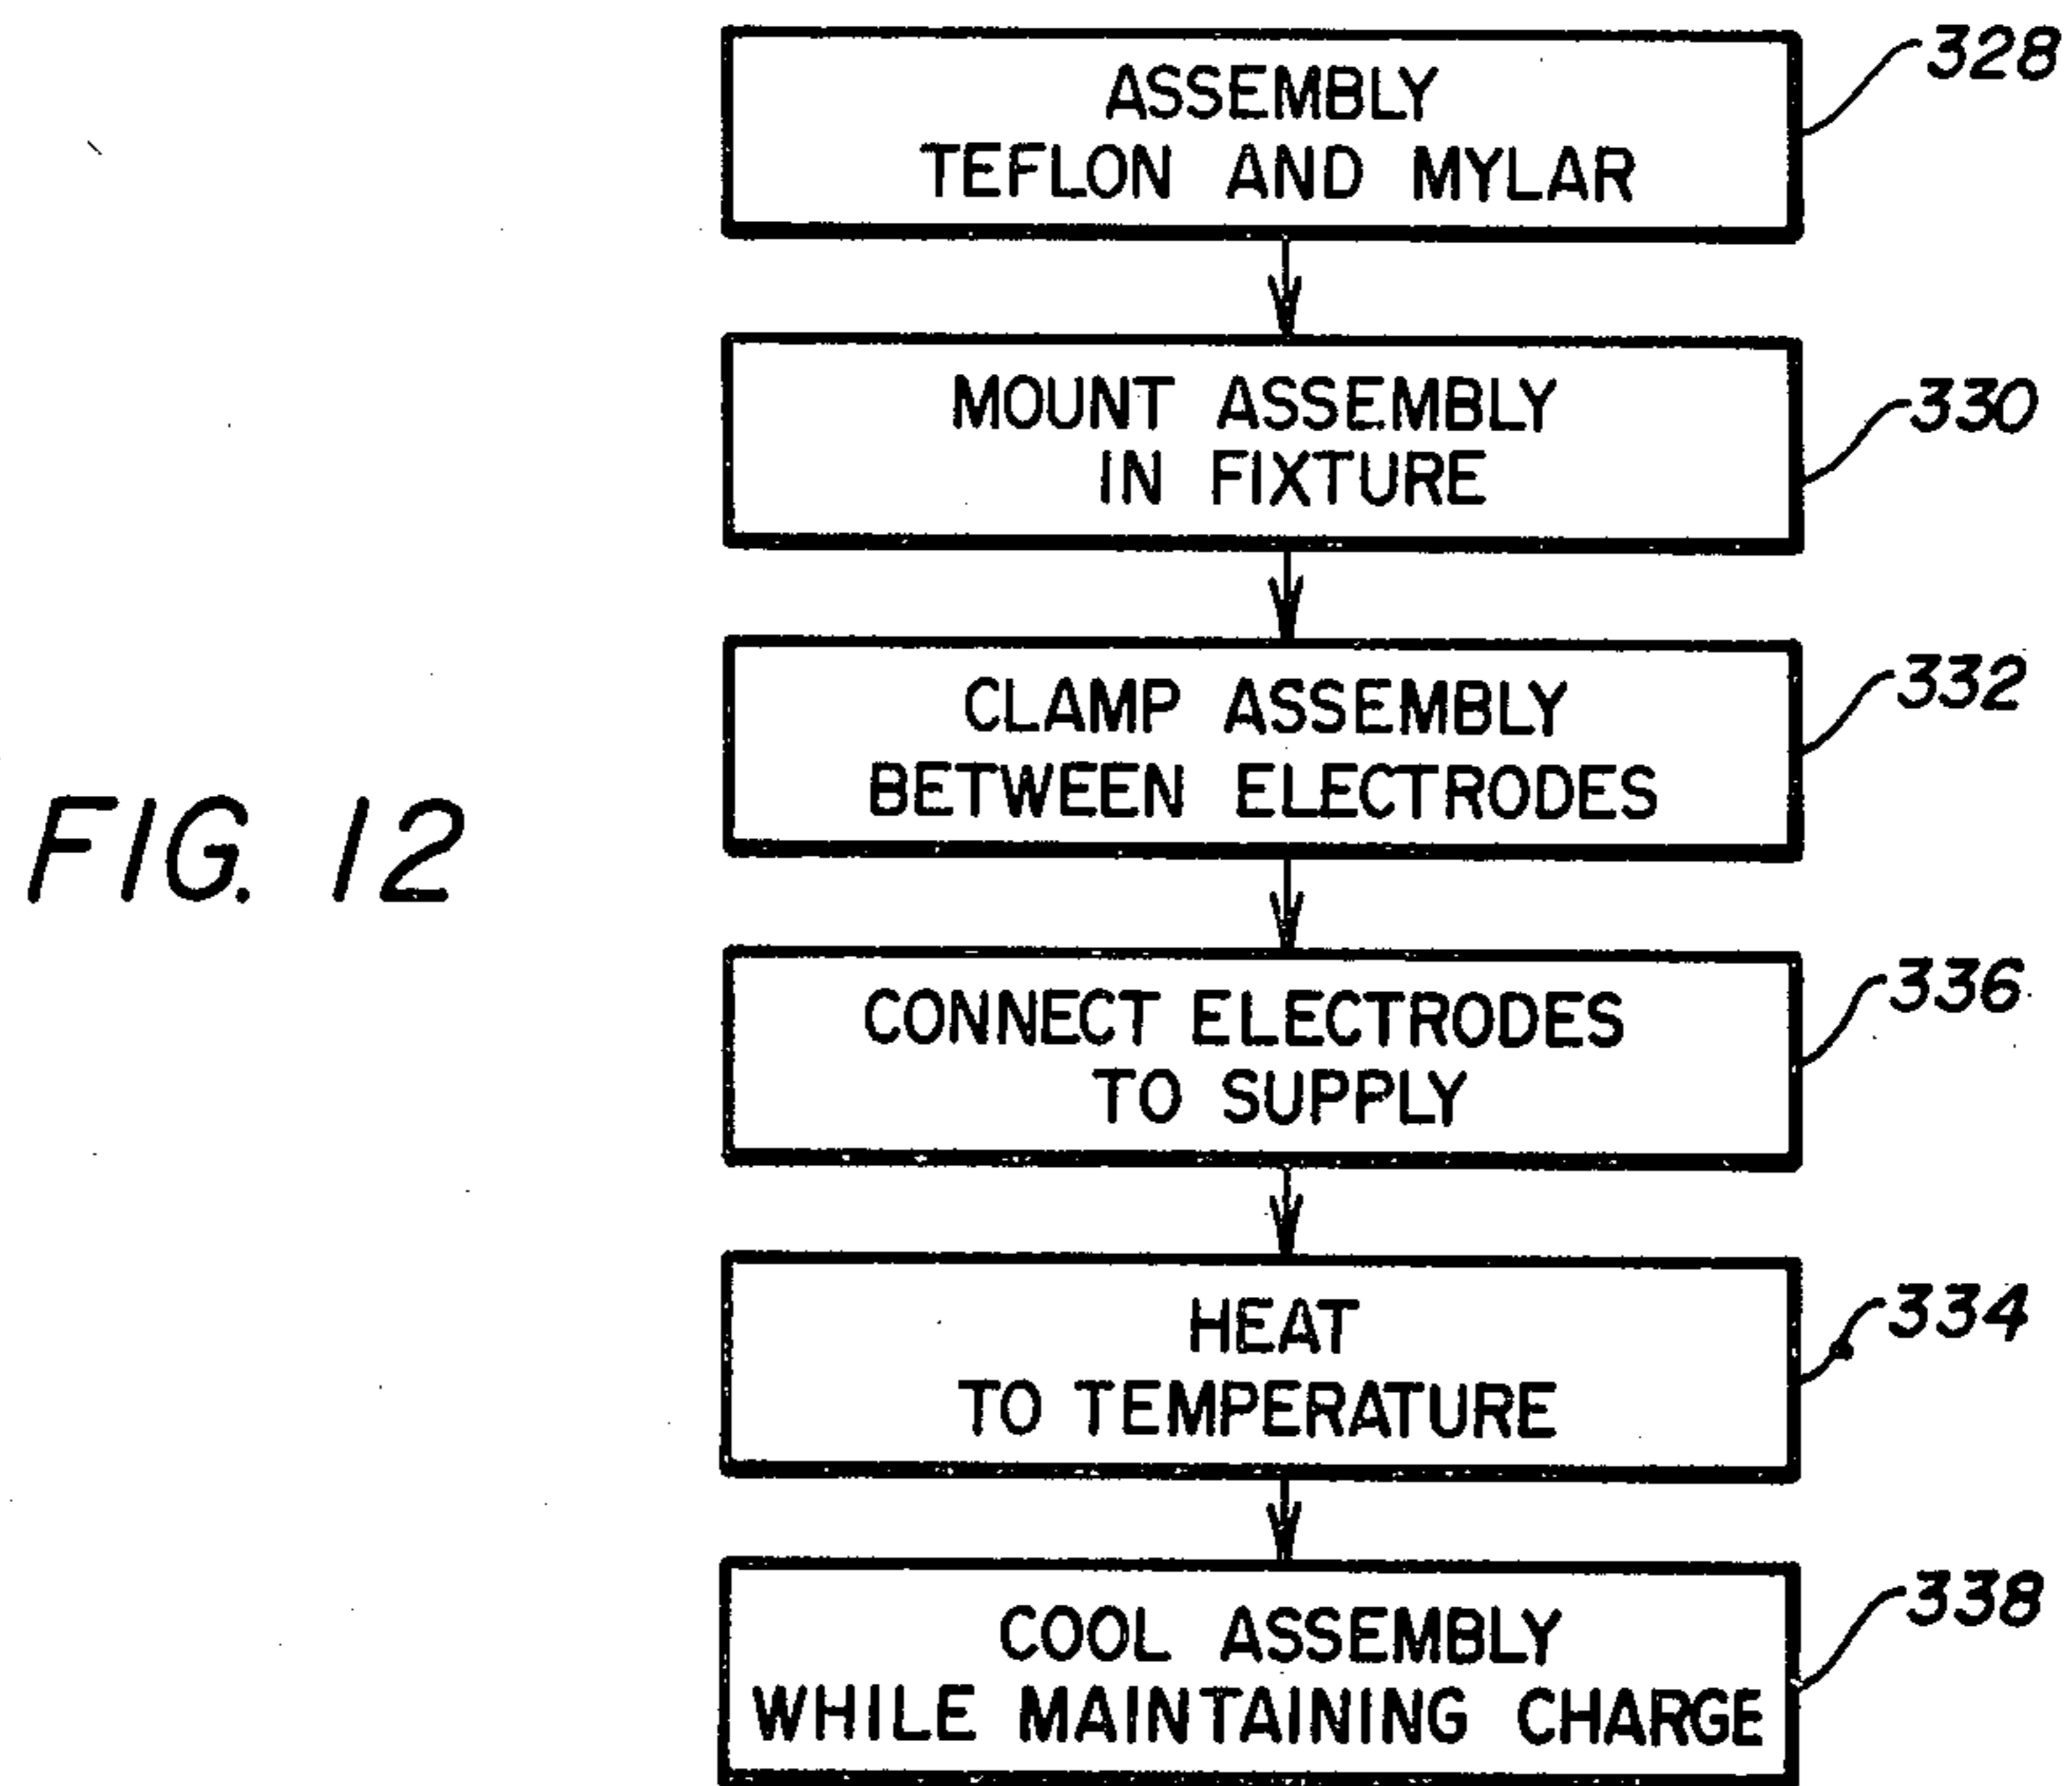 ASSEMBLY
TEFLON AND MYLAR
328
MOUNT ASSEMBLY
IN FIXTURE
330
CLAMP ASSEMBLY
BETWEEN ELECTRODES
332
FIG. 12
CONNECT ELECTRODES
TO SUPPLY
336
HEAT
TO TEMPERATURE
334
COOL ASSEMBLY
WHILE MAINTAINING CHARGE
338